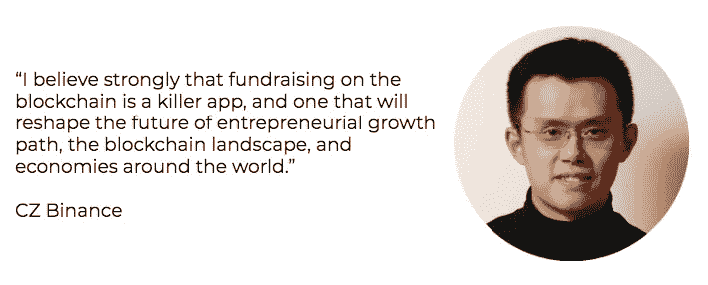 “I believe strongly that fundraising on the
blockchain is a killer app, and one that will
reshape the future of entrepreneurial growth
path, the blockchain landscape, and
economies around the world.”
CZ Binance